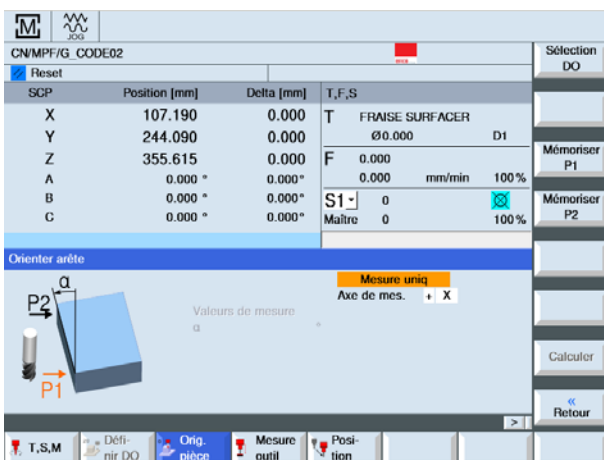 M JOG
CN/MPF/G_CODE02
Reset
SCP Position [mm] Delta [mm] T,F,S
X 107.190 0.000 T FRAISE SURFACER
Y 244.090 0.000 Ø0.000 D1
Z 355.615 0.000 F 0.000
A 0.000 ° 0.000° 0.000 mm/min 100%
B 0.000 ° 0.000° S1 0
C 0.000 ° 0.000° Maître 0 100%
Orienter arête
Mesure uniq
Axe de mes. + X
Valeurs de mesure
α °
α
P2
P1
Sélection
DO
Mémoriser
P1
Mémoriser
P2
Calculer
«
Retour
>
T,S,M
Défi-
nir DO
Orig.
pièce
Mesure
outil
Posi-
tion